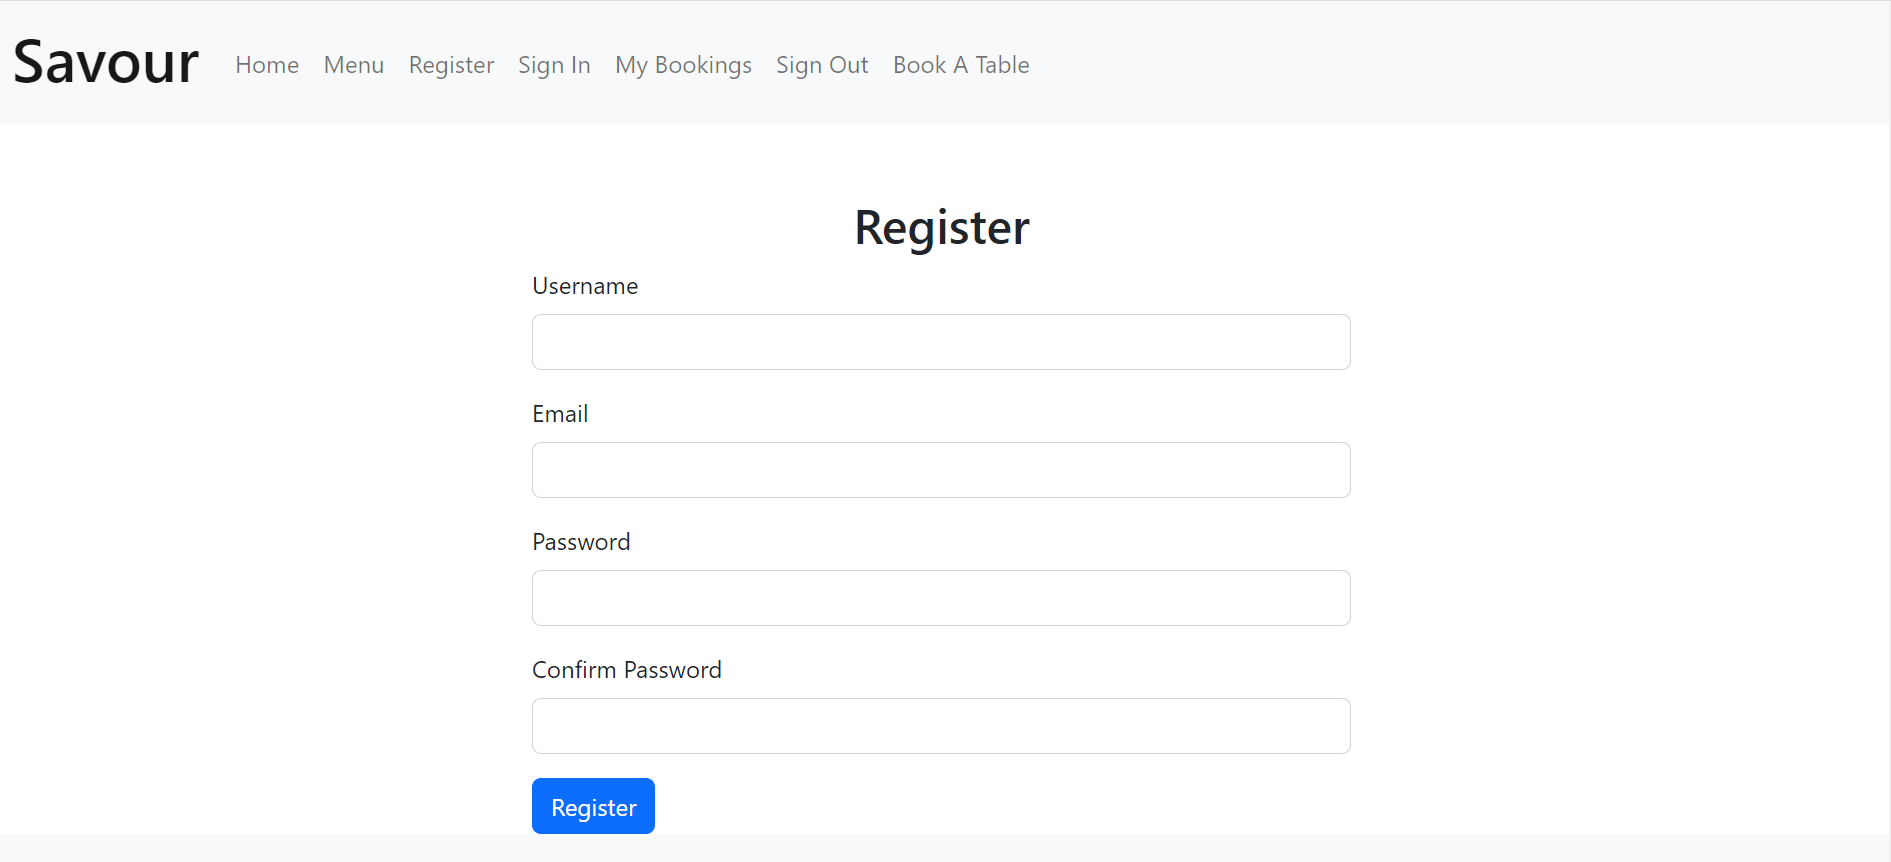 Savour Home Menu Register Sign In My Bookings Sign Out Book A Table
Register
Username
Email
Password
Confirm Password
Register